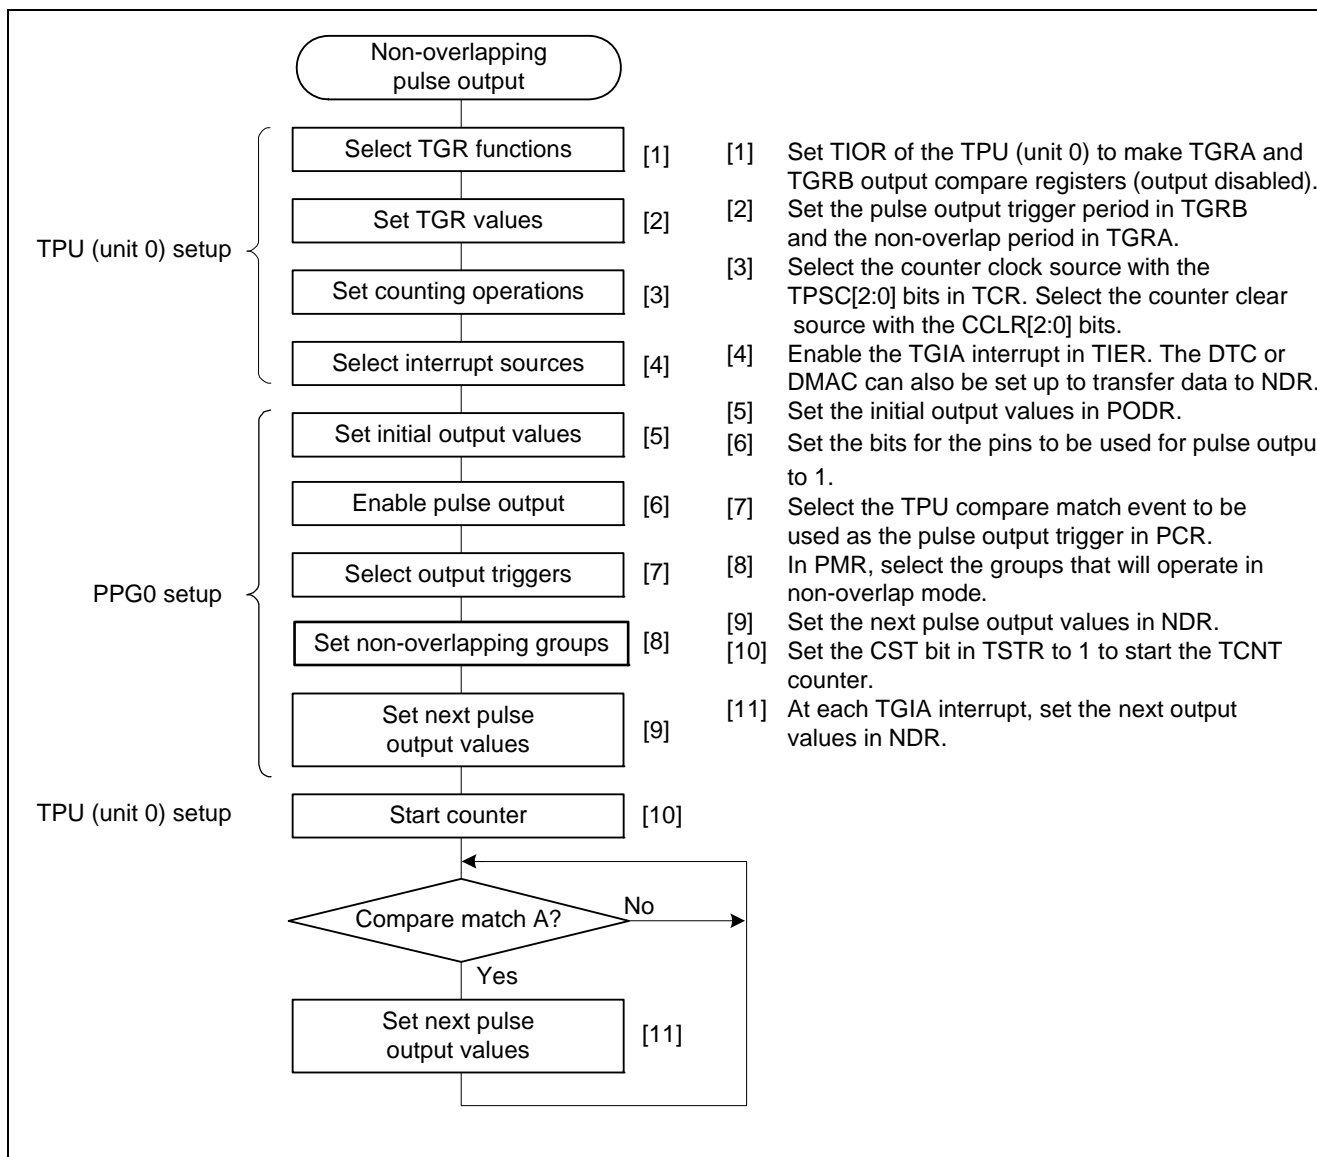 Non-overlapping
pulse output
TPU (unit 0) setup
Select TGR functions [1]
Set TGR values [2]
Set counting operations [3]
Select interrupt sources [4]
PPG0 setup
Set initial output values [5]
Enable pulse output [6]
Select output triggers [7]
Set non-overlapping groups [8]
Set next pulse
output values [9]
TPU (unit 0) setup
Start counter [10]
Compare match A?
No
Yes
Set next pulse
output values [11]
[1] Set TIOR of the TPU (unit 0) to make TGRA and
TGRB output compare registers (output disabled).
[2] Set the pulse output trigger period in TGRB
and the non-overlap period in TGRA.
[3] Select the counter clock source with the
TPSC[2:0] bits in TCR. Select the counter clear
source with the CCLR[2:0] bits.
[4] Enable the TGIA interrupt in TIER. The DTC or
DMAC can also be set up to transfer data to NDR.
[5] Set the initial output values in PODR.
[6] Set the bits for the pins to be used for pulse outpu
to 1.
[7] Select the TPU compare match event to be
used as the pulse output trigger in PCR.
[8] In PMR, select the groups that will operate in
non-overlap mode.
[9] Set the next pulse output values in NDR.
[10] Set the CST bit in TSTR to 1 to start the TCNT
counter.
[11] At each TGIA interrupt, set the next output
values in NDR.